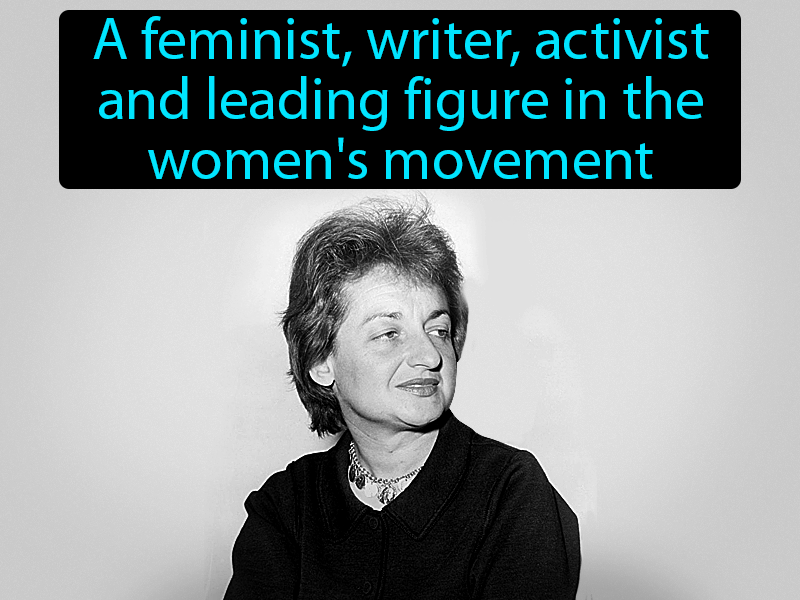 A feminist, writer, activist
and leading figure in the
women's movement